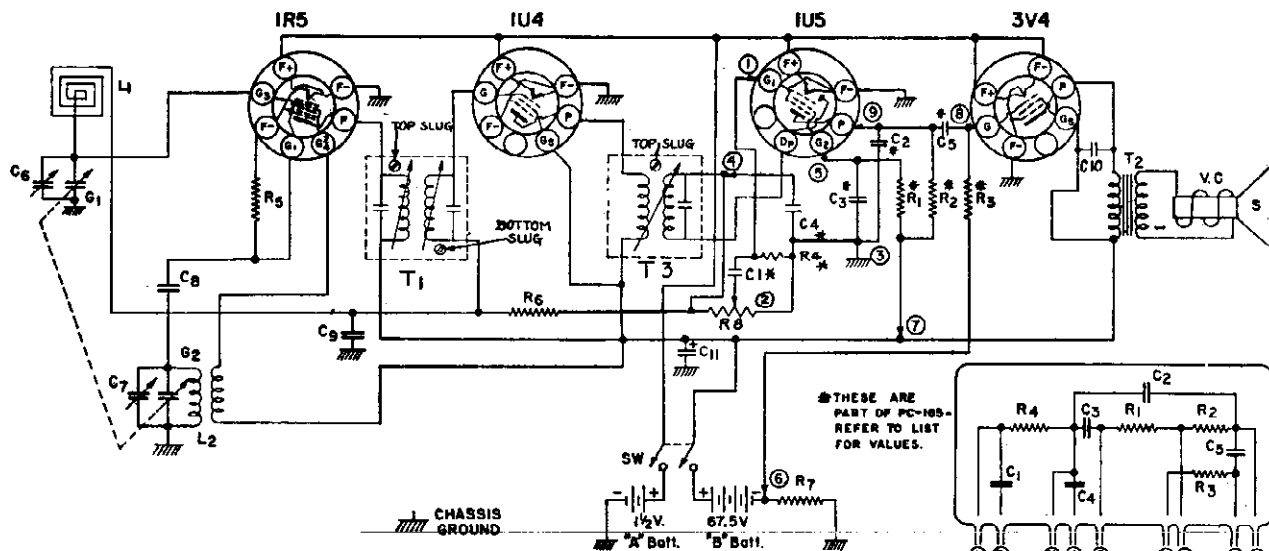 1R5
1U4
1U5
3V4
L1
C6
G1
R5
C8
C9
G2
C7
L2
F+
F-
G3
P
F-
G1
TOP SLUG
BOTTOM SLUG
T1
F+
F-
G
P
F-
G2
TOP SLUG
T3
R6
R8
C11
①
F+
F-
G1
P
DP
G2
④
⑤
⑨
⑧
C2
*
C5
*
C3
*
R1
*
R2
*
R3
*
C4
*
R4
*
C1*
②
③
⑦
F-
F+
P
G
F-
C10
T2
V.C
S
SW
- +
+ -
1½V.
67.5V
"A" Batt.
"B" Batt.
⑥
R7
CHASSIS
GROUND
*THESE ARE
PART OF PC-165-
REFER TO LIST
FOR VALUES.
C2
R4
C3
R1
R2
C5
C1
C4
R3